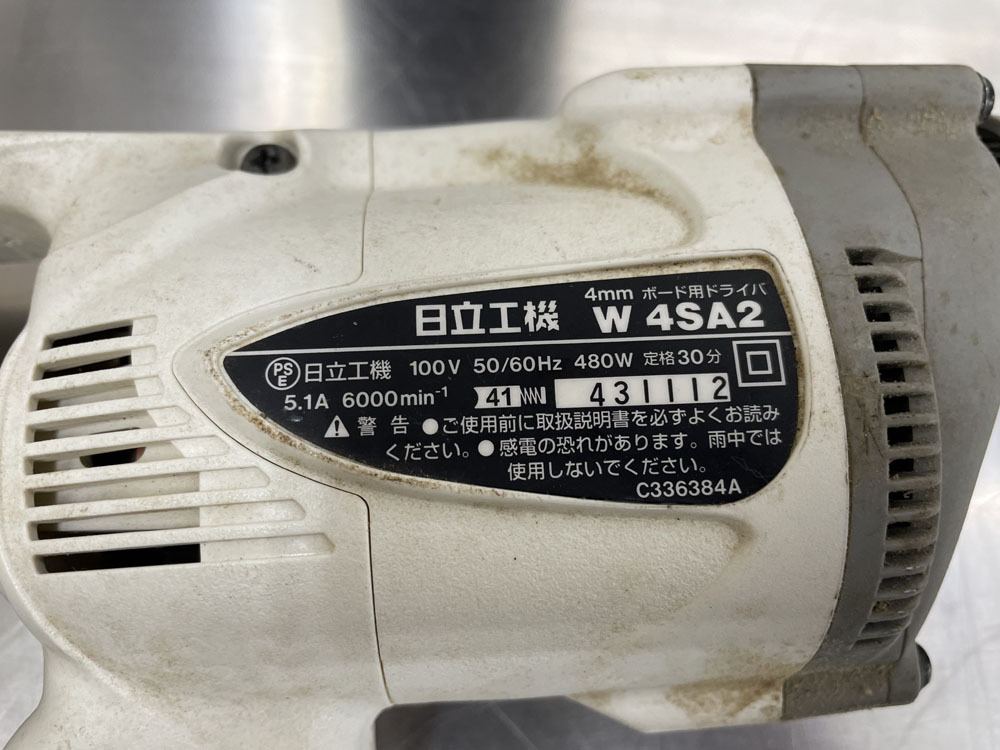 4mm ボード用ドライバ
日立工機 W 4SA2
PSE 日立工機 100V 50/60Hz 480W 定格30分
5.1A 6000min⁻¹ 41 431112
警告 ●ご使用前に取扱説明書を必ずよくお読み
ください。●感電の恐れがあります。雨中では
使用しないでください。
C336384A